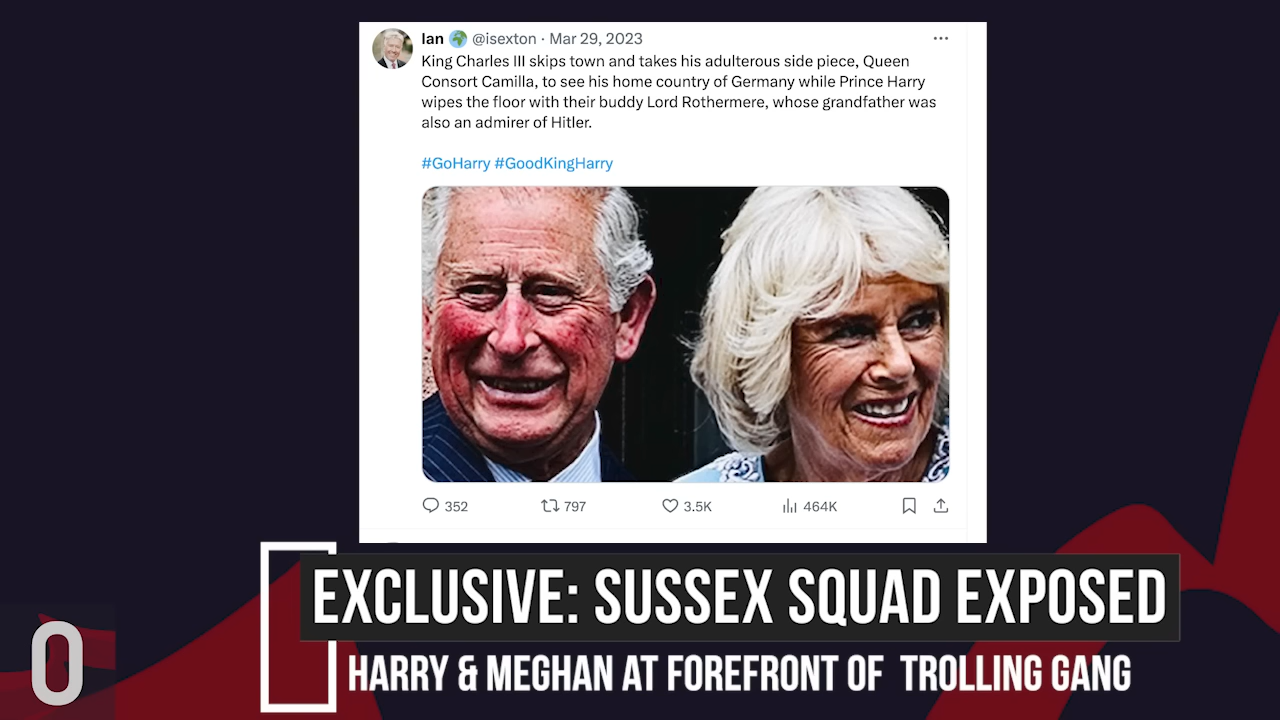 Ian 🌍 @isexton · Mar 29, 2023
King Charles III skips town and takes his adulterous side piece, Queen
Consort Camilla, to see his home country of Germany while Prince Harry
wipes the floor with their buddy Lord Rothermere, whose grandfather was
also an admirer of Hitler.
#GoHarry #GoodKingHarry
352 797 3.5K 464K
EXCLUSIVE: SUSSEX SQUAD EXPOSED
HARRY & MEGHAN AT FOREFRONT OF TROLLING GANG
0